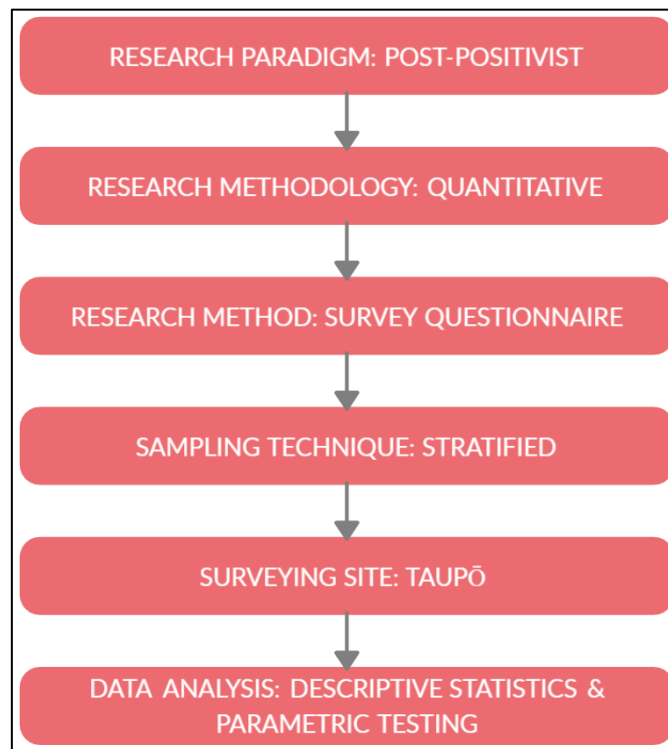 RESEARCH PARADIGM: POST-POSITIVIST
RESEARCH METHODOLOGY: QUANTITATIVE
RESEARCH METHOD: SURVEY QUESTIONNAIRE
SAMPLING TECHNIQUE: STRATIFIED
SURVEYING SITE: TAUPŌ
DATA ANALYSIS: DESCRIPTIVE STATISTICS &
PARAMETRIC TESTING